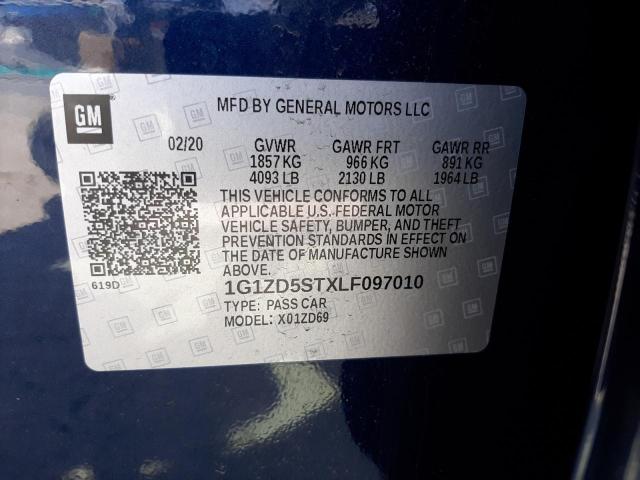 GM
MFD BY GENERAL MOTORS LLC
02/20 GVWR GAWR FRT GAWR RR
1857 KG 966 KG 891 KG
4093 LB 2130 LB 1964 LB
THIS VEHICLE CONFORMS TO ALL
APPLICABLE U.S. FEDERAL MOTOR
VEHICLE SAFETY, BUMPER, AND THEFT
PREVENTION STANDARDS IN EFFECT ON
THE DATE OF MANUFACTURE SHOWN
ABOVE.
619D
1G1ZD5STXLF097010
TYPE: PASS CAR
MODEL: X01ZD69